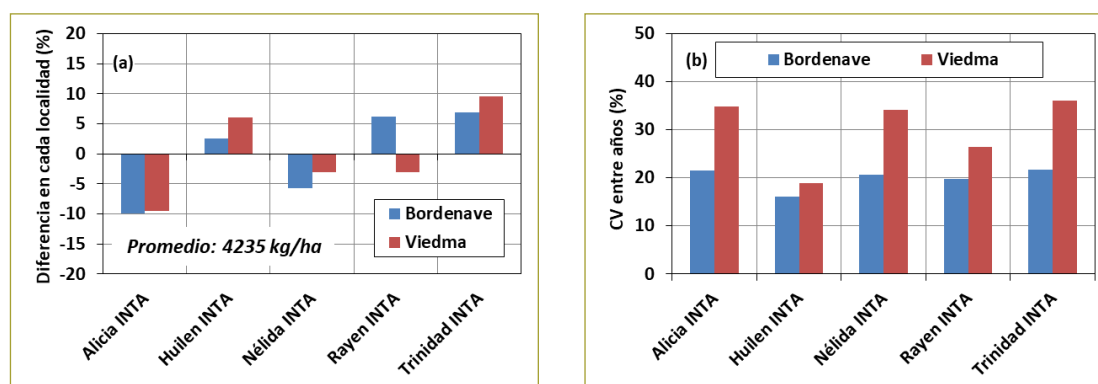 Diferencia en cada localidad (%)
20
15
10
5
0
-5
-10
-15
-20
(a)
Bordenave
Viedma
Promedio: 4235 kg/ha
Alicia INTA
Huilen INTA
Nélida INTA
Rayen INTA
Trinidad INTA
CV entre años (%)
50
40
30
20
10
0
(b)
Bordenave
Viedma
Alicia INTA
Huilen INTA
Nélida INTA
Rayen INTA
Trinidad INTA